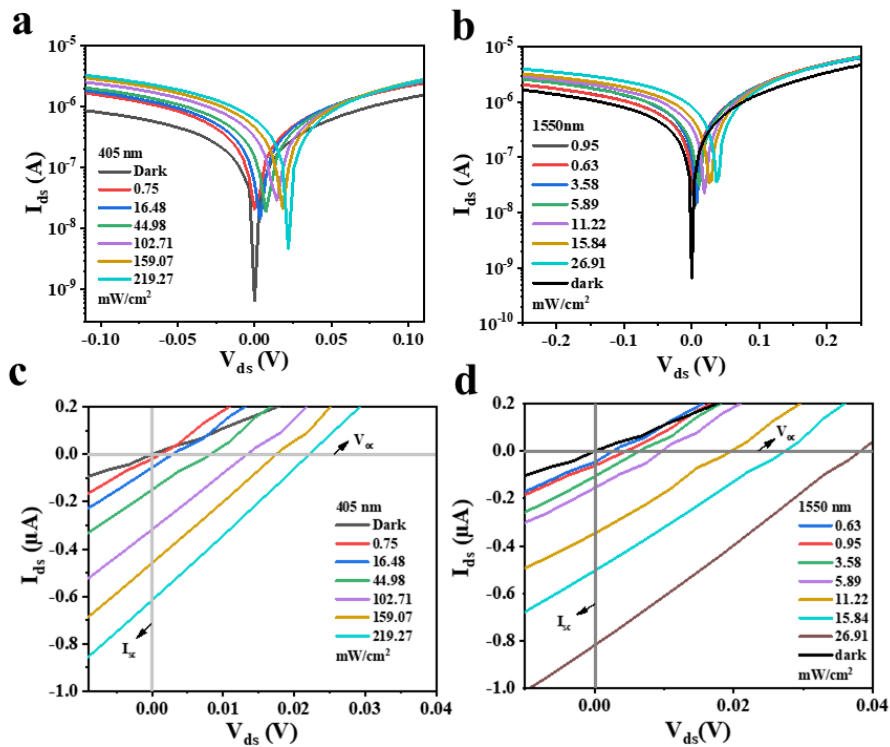 a
10⁻⁵
10⁻⁶
10⁻⁷
10⁻⁸
10⁻⁹
I_ds (A)
405 nm
Dark
0.75
16.48
44.98
102.71
159.07
219.27
mW/cm²
-0.10
-0.05
0.00
0.05
0.10
V_ds (V)
b
10⁻⁵
10⁻⁶
10⁻⁷
10⁻⁸
10⁻⁹
10⁻¹⁰
I_ds (A)
1550nm
0.95
0.63
3.58
5.89
11.22
15.84
26.91
dark
mW/cm²
-0.2
-0.1
0.0
0.1
0.2
V_ds (V)
c
0.2
0.0
-0.2
-0.4
-0.6
-0.8
-1.0
I_ds (μA)
V_oc
405 nm
Dark
0.75
16.48
44.98
102.71
159.07
219.27
mW/cm²
I_sc
0.00
0.01
0.02
0.03
0.04
V_ds (V)
d
0.2
0.0
-0.2
-0.4
-0.6
-0.8
-1.0
I_ds (μA)
V_oc
1550 nm
0.63
0.95
3.58
5.89
11.22
15.84
26.91
dark
mW/cm²
I_sc
0.00
0.02
0.04
V_ds(V)